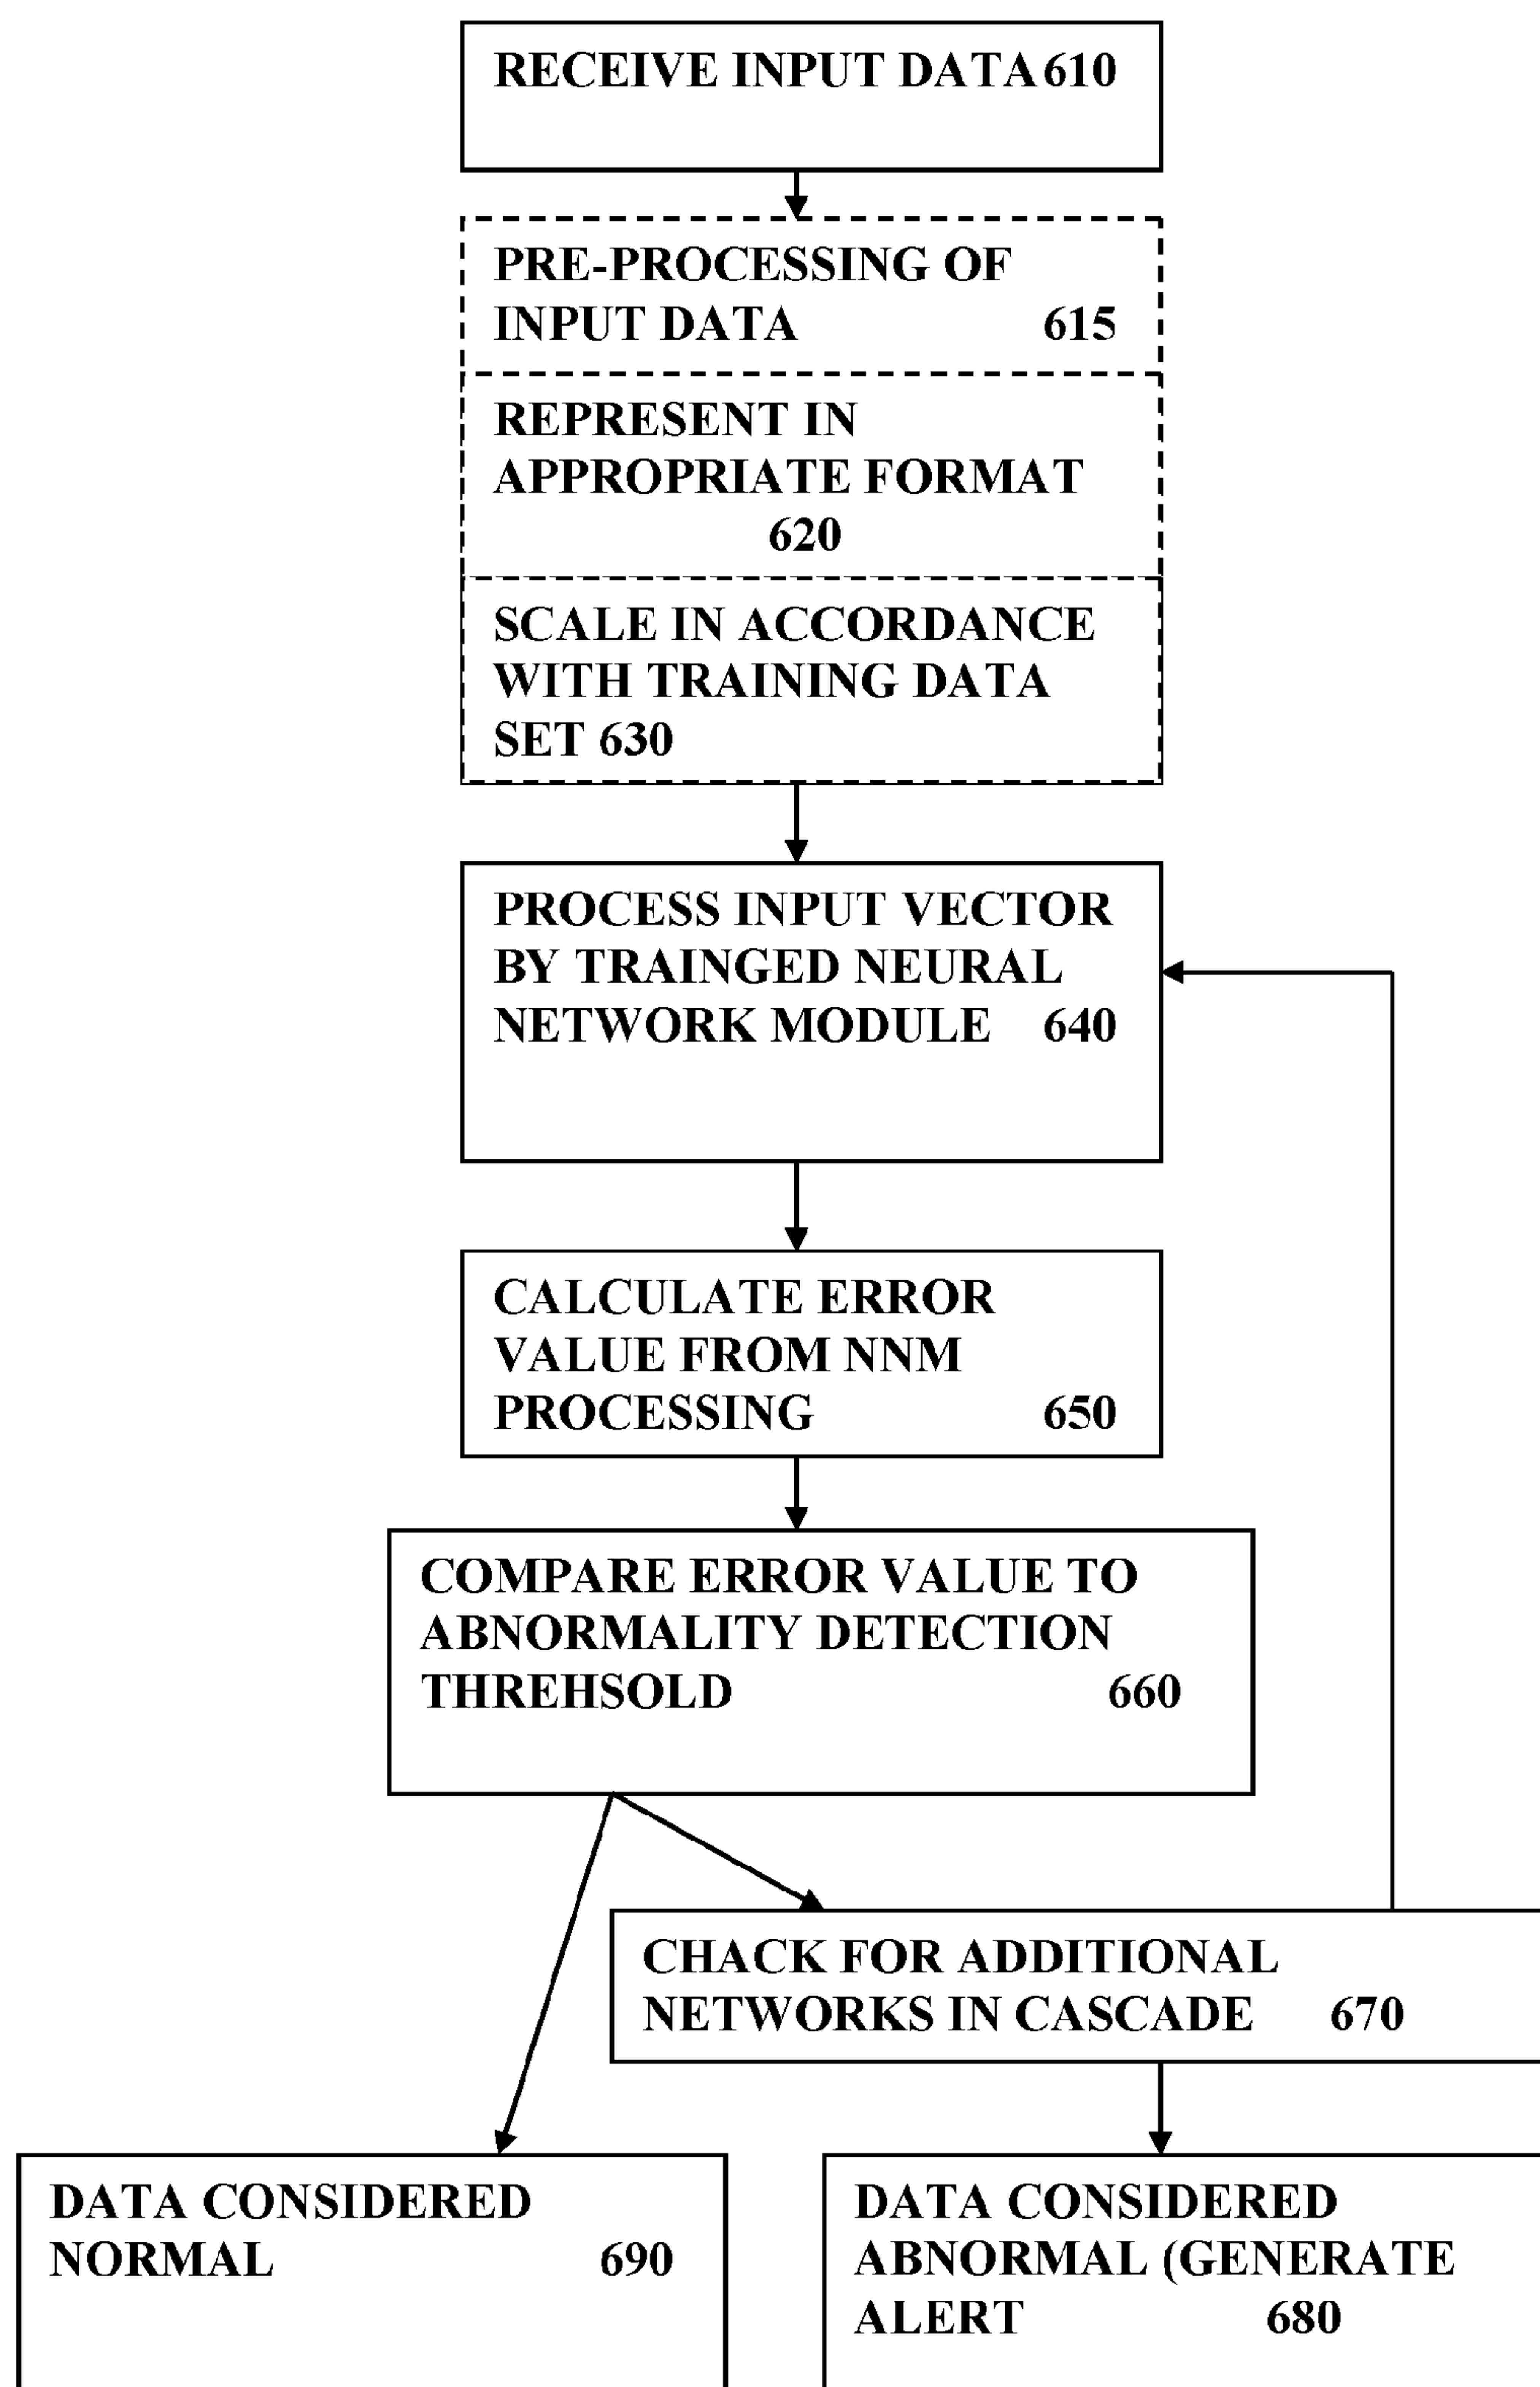 RECEIVE INPUT DATA 610
PRE-PROCESSING OF
INPUT DATA 615
REPRESENT IN
APPROPRIATE FORMAT
620
SCALE IN ACCORDANCE
WITH TRAINING DATA
SET 630
PROCESS INPUT VECTOR
BY TRAINGED NEURAL
NETWORK MODULE 640
CALCULATE ERROR
VALUE FROM NNM
PROCESSING 650
COMPARE ERROR VALUE TO
ABNORMALITY DETECTION
THREHSOLD 660
CHACK FOR ADDITIONAL
NETWORKS IN CASCADE 670
DATA CONSIDERED
NORMAL 690
DATA CONSIDERED
ABNORMAL (GENERATE
ALERT 680